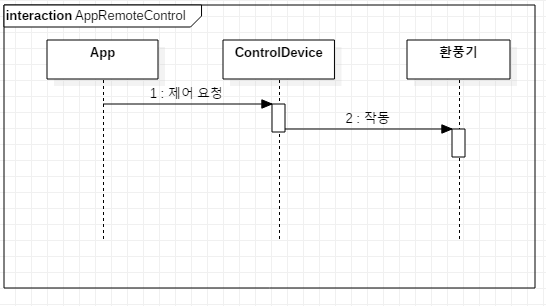 interaction AppRemoteControl
App
ControlDevice
환풍기
1 : 제어 요청
2 : 작동